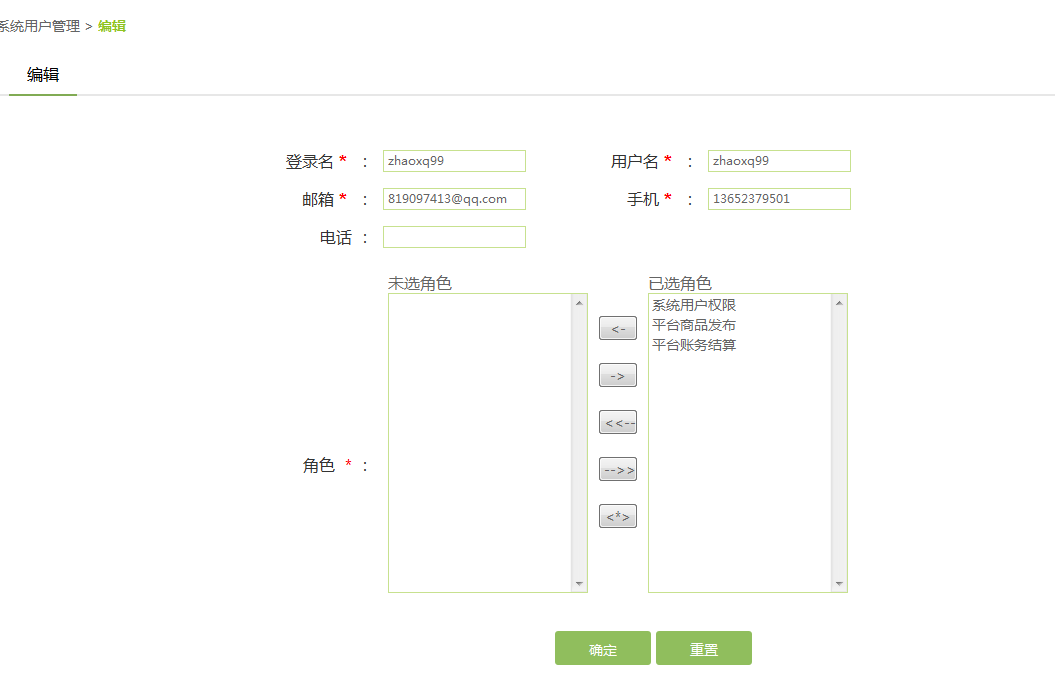 系统用户管理 > 编辑
编辑
登录名 * : zhaoxq99 用户名 * : zhaoxq99
邮箱 * : 819097413@qq.com 手机 * : 13652379501
电话 :
未选角色 已选角色
系统用户权限
<-
平台商品发布
平台账务结算
->
<<--
角色 * :
-->>
<*>
确定 重置